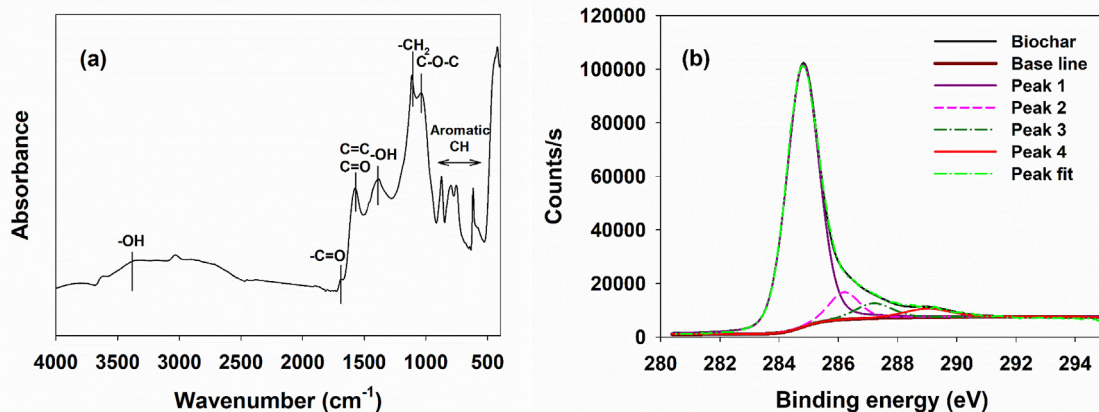 (a)
Absorbance
-OH
-C=O
C=C
C=O
-OH
-CH2
C-O-C
Aromatic
CH
4000 3500 3000 2500 2000 1500 1000 500
Wavenumber (cm-1)
(b)
Counts/s
120000
100000
80000
60000
40000
20000
0
Biochar
Base line
Peak 1
Peak 2
Peak 3
Peak 4
Peak fit
280 282 284 286 288 290 292 294
Binding energy (eV)